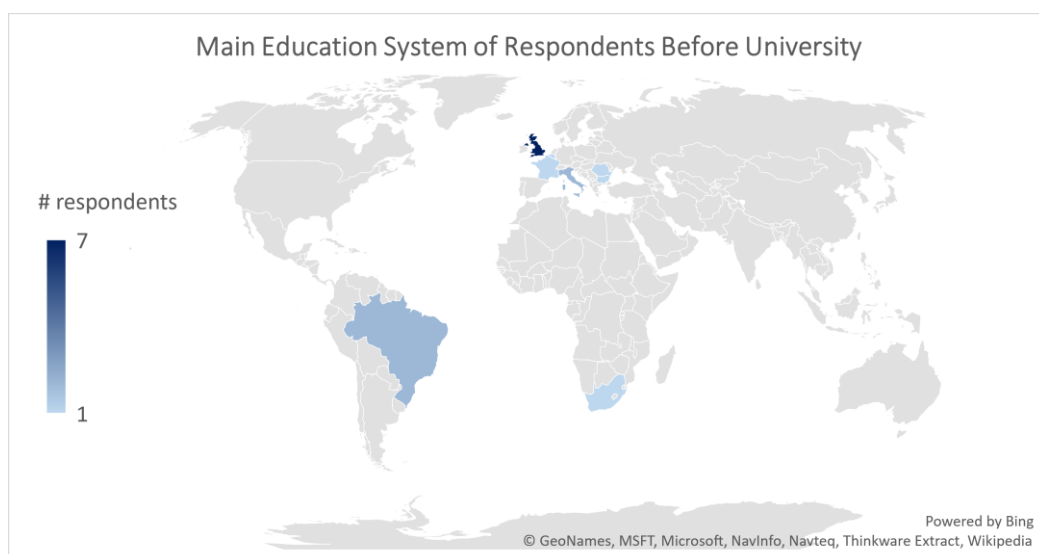 Main Education System of Respondents Before University
# respondents
7
1
Powered by Bing
© GeoNames, MSFT, Microsoft, NavInfo, Navteq, Thinkware Extract, Wikipedia